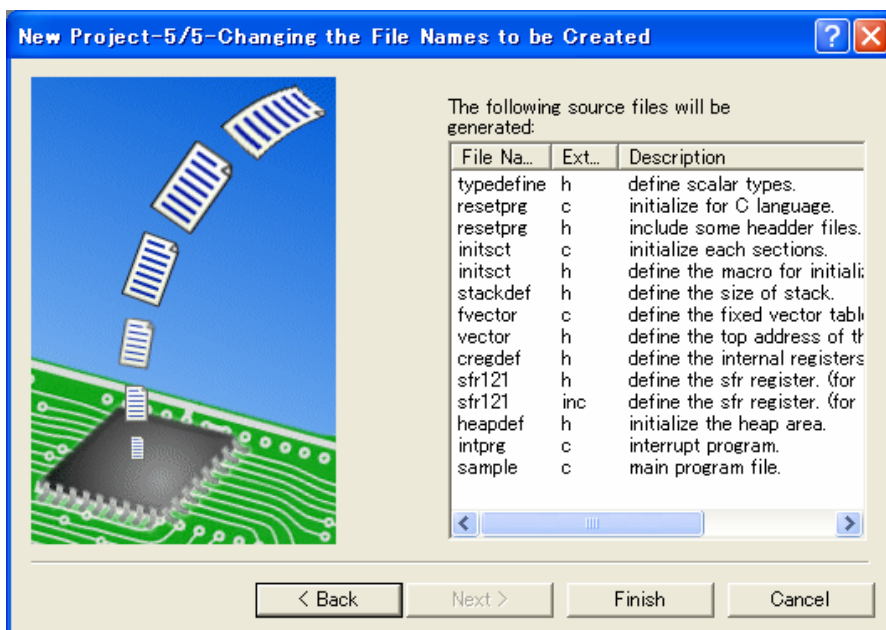 New Project-5/5-Changing the File Names to be Created
The following source files will be
generated:
File Na... Ext... Description
typedefine h define scalar types.
resetprg c initialize for C language.
resetprg h include some headder files.
initsct c initialize each sections.
initsct h define the macro for
stackdef h define the size of stack.
fvector c define the fixed vector
vector h define the top address of
cregdef h define the internal registers
sfr121 h define the sfr register. (for
sfr121 inc define the sfr register. (for
heapdef h initialize the heap area.
intprg c interrupt program.
sample c main program file.
< Back Next > Finish Cancel